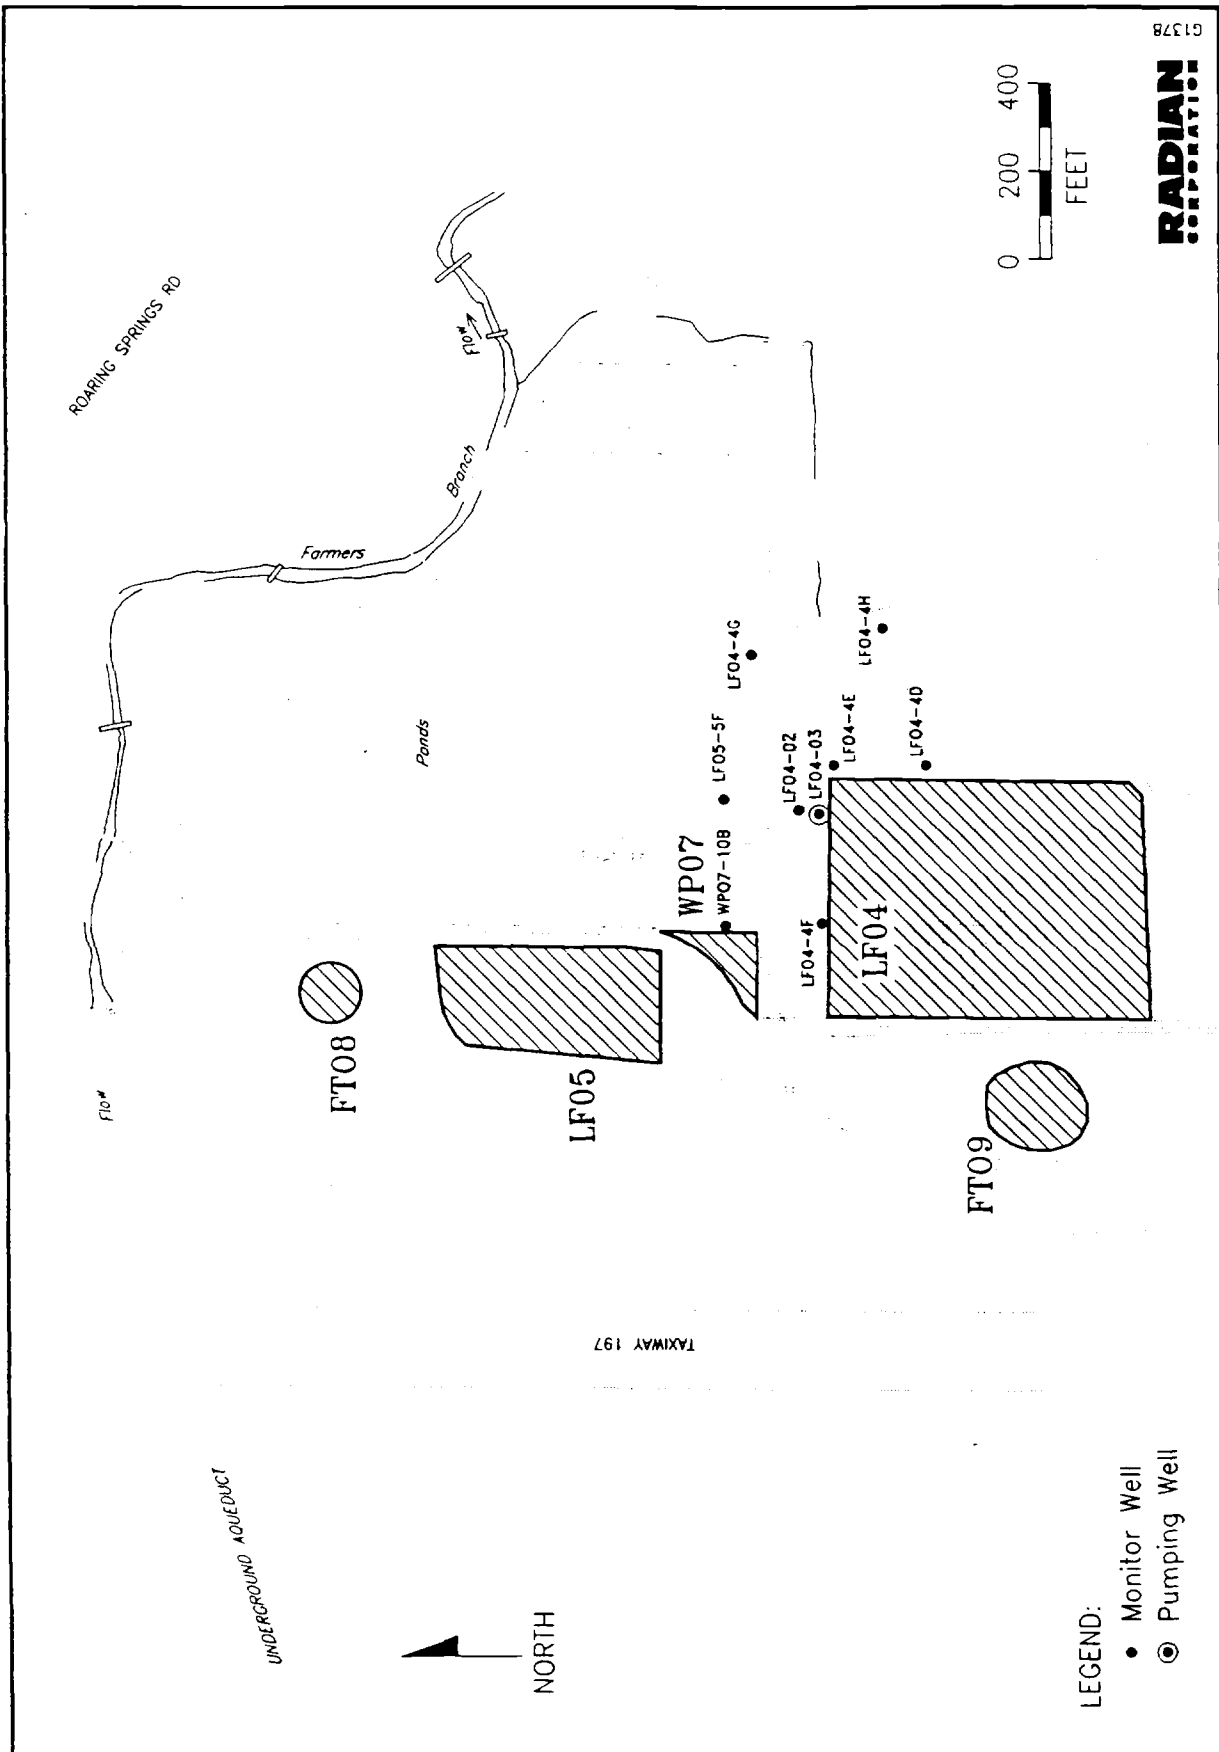 ROARING SPRINGS RD
Flow
Farmers
Branch
Flow
Ponds
FT08
LF05
WP07
WP07-10B
LF05-5F
LF04-4G
LF04-02
LF04-03
LF04-4E
LF04-4H
LF04-4D
LF04-4F
LF04
FT09
TAXIWAY 197
UNDERGROUND AQUEDUCT
NORTH
LEGEND:
Monitor Well
Pumping Well
0 200 400
FEET
RADIAN
CORPORATION
G1378